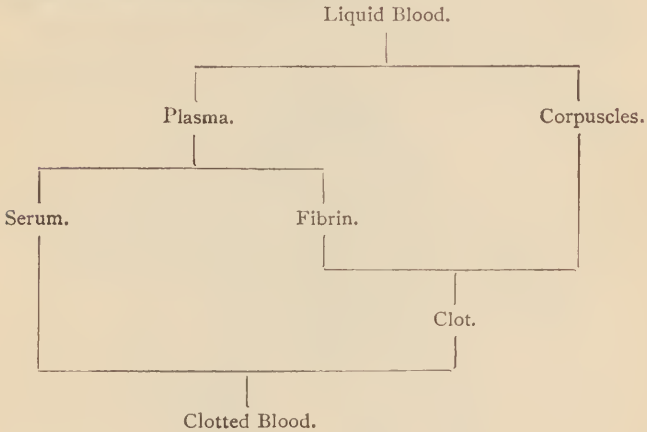 Liquid Blood.
Plasma.
Corpuscles.
Serum.
Fibrin.
Clot.
Clotted Blood.